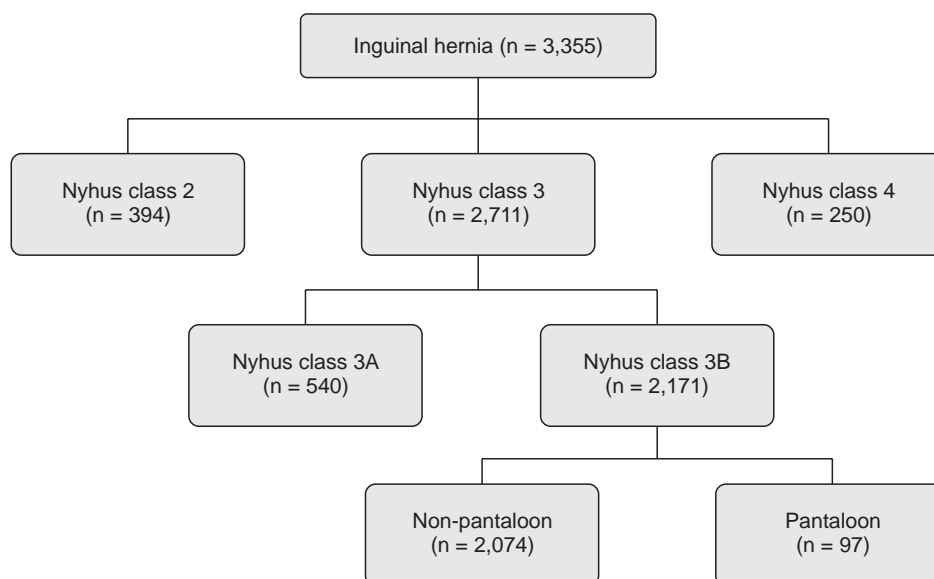 Inguinal hernia (n = 3,355)
Nyhus class 2
(n = 394)
Nyhus class 3
(n = 2,711)
Nyhus class 4
(n = 250)
Nyhus class 3A
(n = 540)
Nyhus class 3B
(n = 2,171)
Non-pantaloon
(n = 2,074)
Pantaloon
(n = 97)